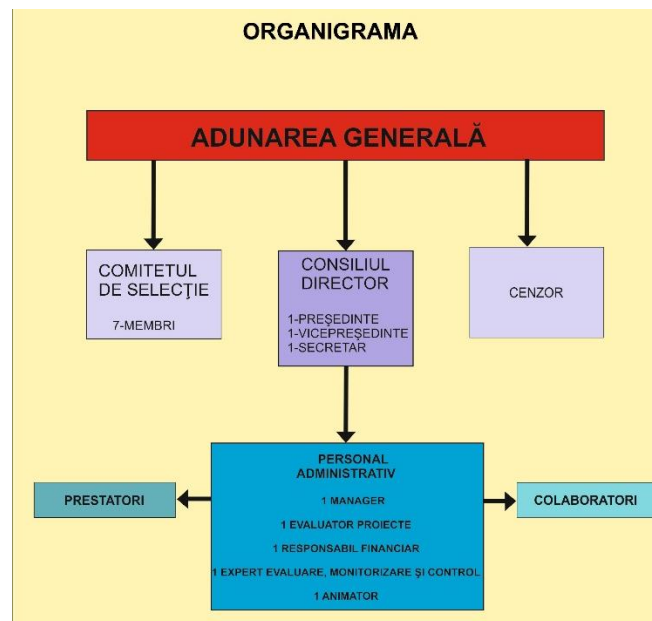 ORGANIGRAMA
ADUNAREA GENERALĂ
COMITETUL
DE SELECŢIE
7-MEMBRI
CONSILIUL
DIRECTOR
1-PREŞEDINTE
1-VICEPREŞEDINTE
1-SECRETAR
CENZOR
PERSONAL
ADMINISTRATIV
1 MANAGER
1 EVALUATOR PROIECTE
1 RESPONSABIL FINANCIAR
1 EXPERT EVALUARE, MONITORIZARE ŞI CONTROL
1 ANIMATOR
PRESTATORI
COLABORATORI